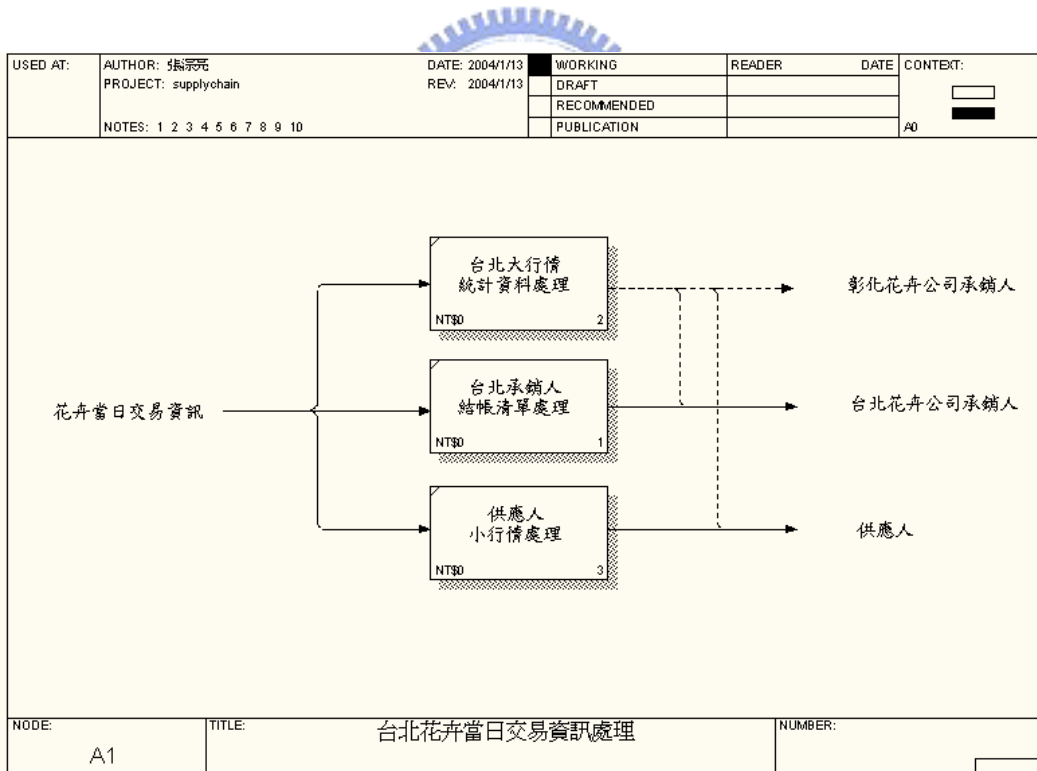 USED AT:
AUTHOR: 張宗亮
DATE: 2004/1/13
WORKING
READER
DATE
CONTEXT:
PROJECT: supplychain
REV: 2004/1/13
DRAFT
RECOMMENDED
NOTES: 1 2 3 4 5 6 7 8 9 10
PUBLICATION
A0
台北大行情
統計資料處理
NT$0
2
彰化花卉公司承銷人
花卉當日交易資訊
台北承銷人
結帳清單處理
NT$0
1
台北花卉公司承銷人
供應人
小行情處理
NT$0
3
供應人
NODE:
A1
TITLE:
台北花卉當日交易資訊處理
NUMBER: